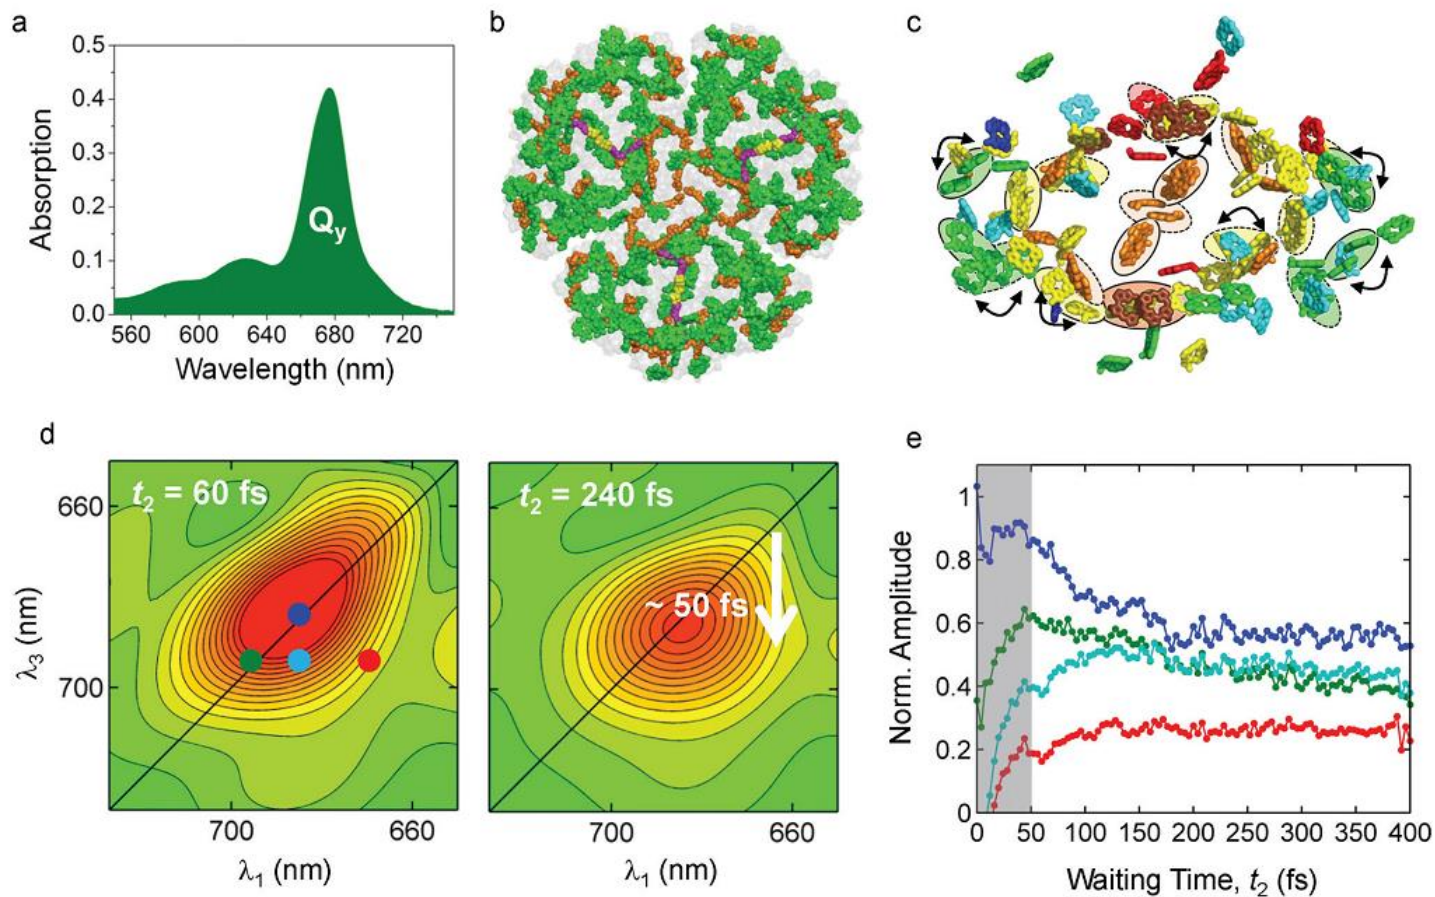 a
0.5
0.4
0.3
0.2
0.1
0.0
Absorption
Qy
560
600
640
680
720
Wavelength (nm)
b
c
d
t2 = 60 fs
660
700
λ3 (nm)
700
660
λ1 (nm)
t2 = 240 fs
~ 50 fs
700
660
λ1 (nm)
e
1
0.8
0.6
0.4
0.2
0
Norm. Amplitude
0
50
100
150
200
250
300
350
400
Waiting Time, t2 (fs)